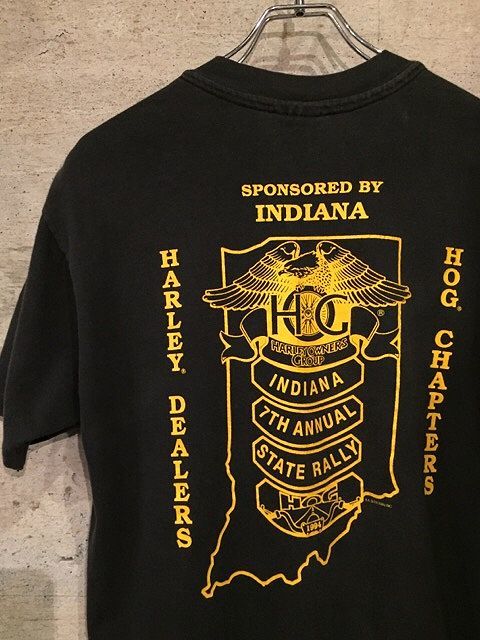 SPONSORED BY
INDIANA
HARLEY® DEALERS
HOG® CHAPTERS
HOG®
HARLEY OWNERS
GROUP
INDIANA
7TH ANNUAL
STATE RALLY
HOG
1994